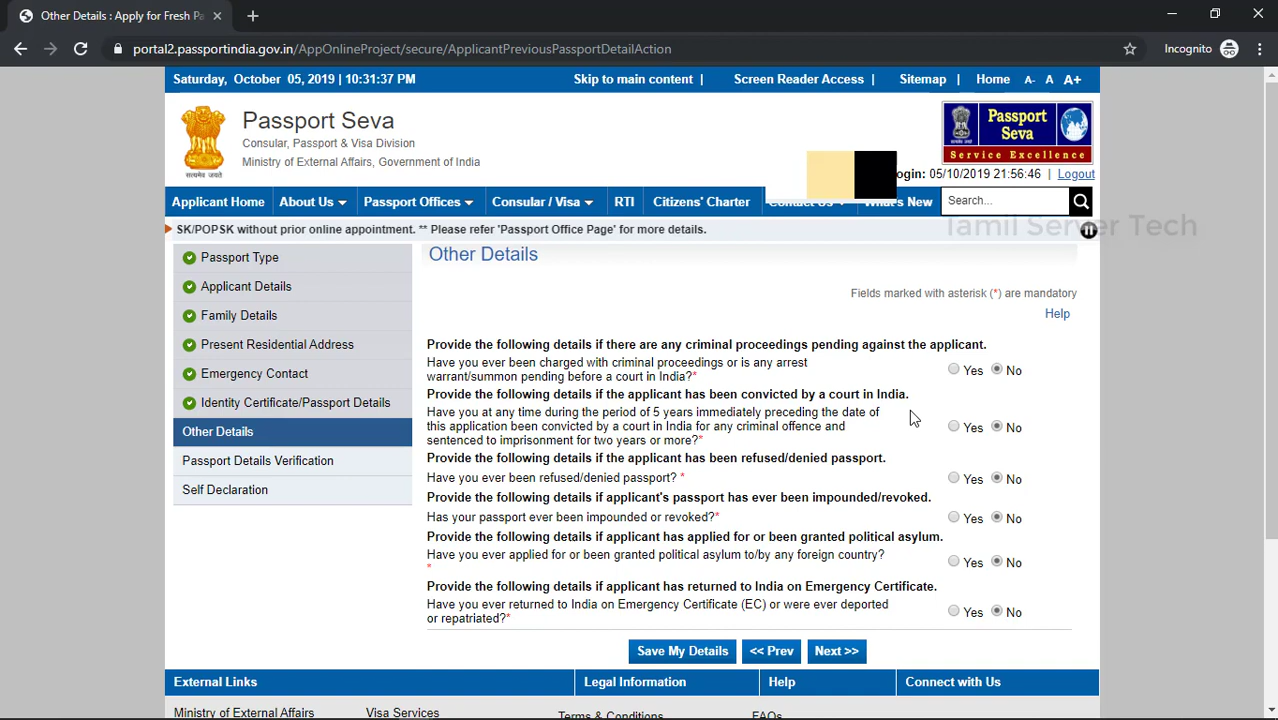 Other Details : Apply for Fresh Pa
portal2.passportindia.gov.in/AppOnlineProject/secure/ApplicantPreviousPassportDetailAction
Incognito
Saturday, October 05, 2019 | 10:31:37 PM
Skip to main content | Screen Reader Access | Sitemap | Home A- A A+
सत्यमेव जयते
Passport Seva
Consular, Passport & Visa Division
Ministry of External Affairs, Government of India
Passport
Seva
Service Excellence
ogin: 05/10/2019 21:56:46 | Logout
Applicant Home About Us Passport Offices Consular / Visa RTI Citizens' Charter Contact Us What's New Search...
Tamil Server Tech
SK/POPSK without prior online appointment. ** Please refer 'Passport Office Page' for more details.
Passport Type
Applicant Details
Family Details
Present Residential Address
Emergency Contact
Identity Certificate/Passport Details
Other Details
Passport Details Verification
Self Declaration
Other Details
Fields marked with asterisk (*) are mandatory
Help
Provide the following details if there are any criminal proceedings pending against the applicant.
Have you ever been charged with criminal proceedings or is any arrest
warrant/summon pending before a court in India?* Yes No
Provide the following details if the applicant has been convicted by a court in India.
Have you at any time during the period of 5 years immediately preceding the date of
this application been convicted by a court in India for any criminal offence and Yes No
sentenced to imprisonment for two years or more?*
Provide the following details if the applicant has been refused/denied passport.
Have you ever been refused/denied passport? * Yes No
Provide the following details if applicant's passport has ever been impounded/revoked.
Has your passport ever been impounded or revoked?* Yes No
Provide the following details if applicant has applied for or been granted political asylum.
Have you ever applied for or been granted political asylum to/by any foreign country? Yes No
*
Provide the following details if applicant has returned to India on Emergency Certificate.
Have you ever returned to India on Emergency Certificate (EC) or were ever deported
or repatriated?* Yes No
Save My Details << Prev Next >>
External Links Legal Information Help Connect with Us
Ministry of External Affairs Visa Services Terms & Conditions FAQs